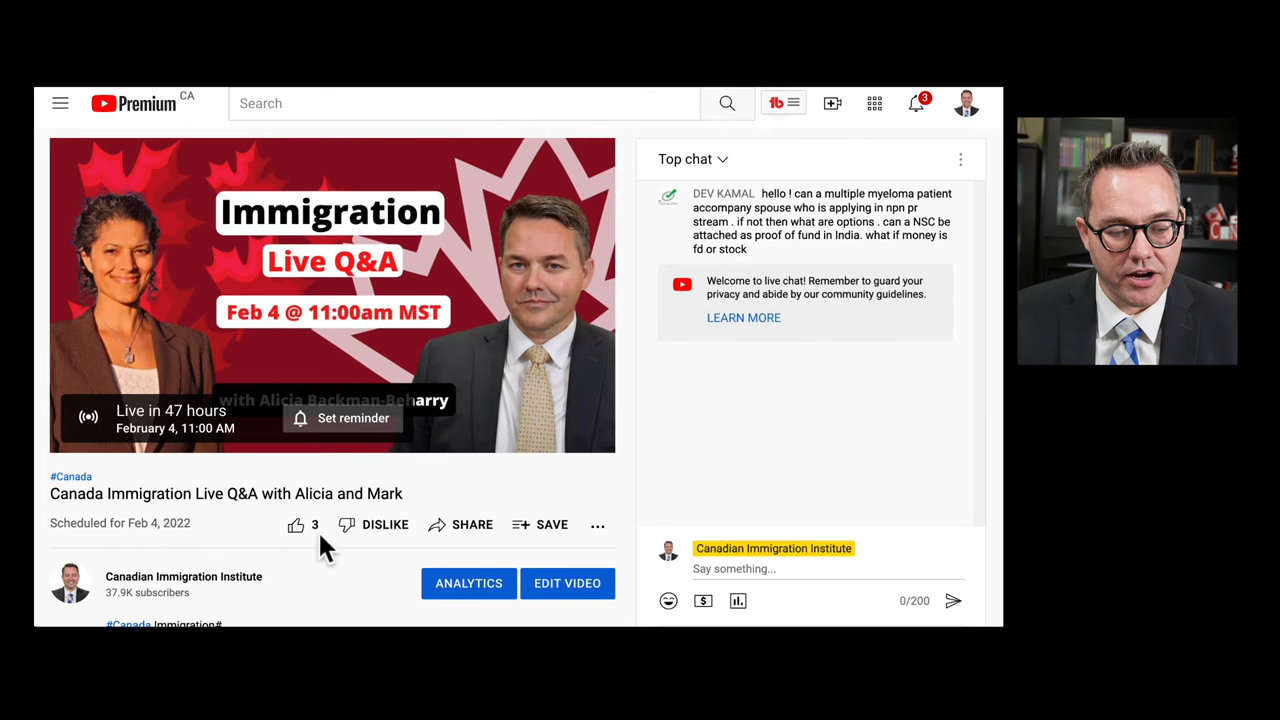 Premium CA
Search
3
Immigration
Live Q&A
Feb 4 @ 11:00am MST
with Alicia Backman-Beharry
Live in 47 hours
February 4, 11:00 AM
Set reminder
#Canada
Canada Immigration Live Q&A with Alicia and Mark
Scheduled for Feb 4, 2022
3 DISLIKE SHARE SAVE ...
Canadian Immigration Institute
37.9K subscribers
ANALYTICS EDIT VIDEO
#Canada Immigration#
Top chat
DEV KAMAL hello ! can a multiple myeloma patient
accompany spouse who is applying in npn pr
stream . if not then what are options . can a NSC be
attached as proof of fund in India. what if money is
fd or stock
Welcome to live chat! Remember to guard your
privacy and abide by our community guidelines.
LEARN MORE
Canadian Immigration Institute
Say something...
0/200